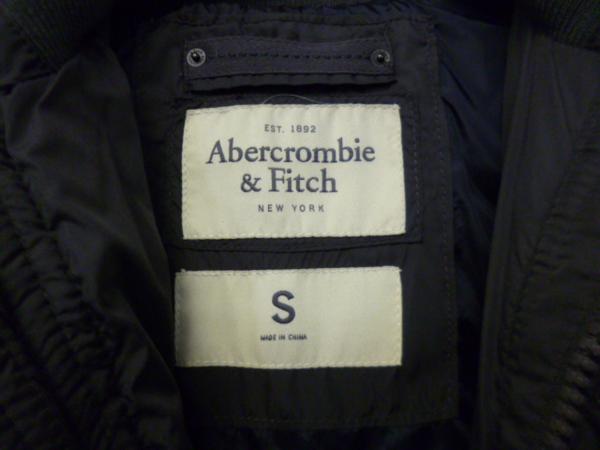 EST. 1892
Abercrombie
& Fitch
NEW YORK
S
MADE IN CHINA